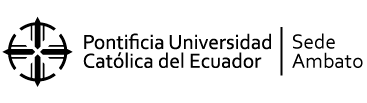 Pontificia Universidad
Católica del Ecuador
Sede
Ambato